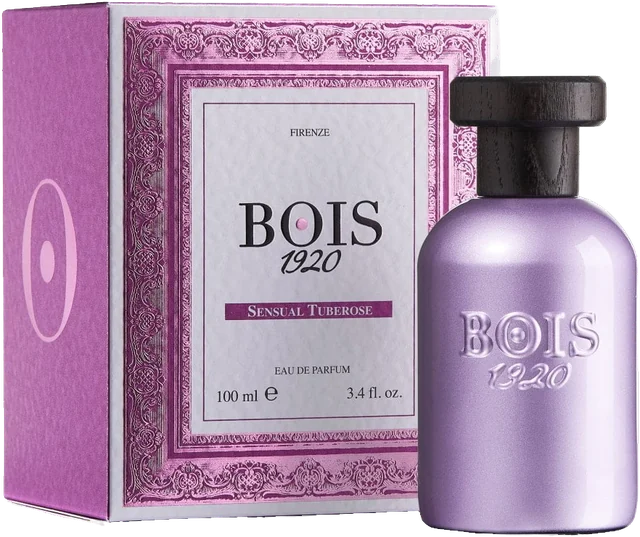 FIRENZE
BOIS
1920
SENSUAL TUBEROSE
EAU DE PARFUM
100 ml ℮ 3.4 fl. oz.
BOIS
1920